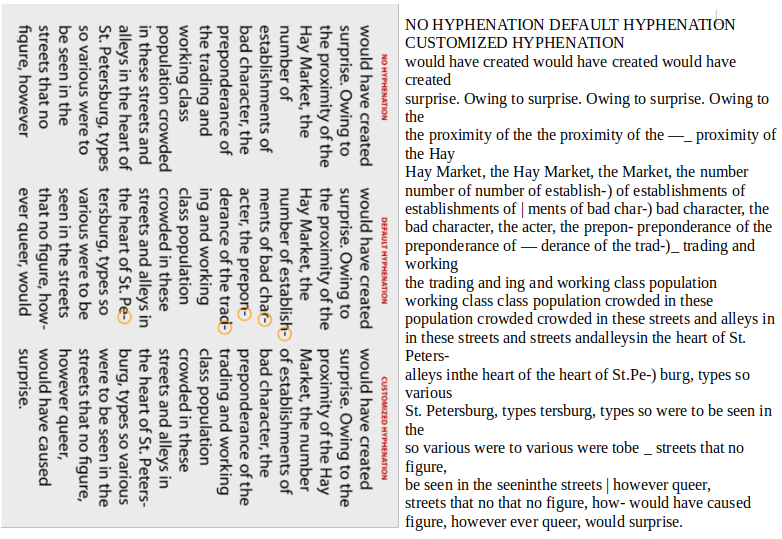 NO HYPHENATION
would have created
surprise. Owing to
the proximity of the
Hay Market, the
number of
establishments of
bad character, the
preponderance of
the trading and
working class
population crowded
in these streets and
alleys in the heart of
St. Petersburg, types
so various were to
be seen in the
streets that no
figure, however
DEFAULT HYPHENATION
would have created
surprise. Owing to
the proximity of the
Hay Market, the
number of establish-
ments of bad char-
acter, the prepon-
derance of the trad-
ing and working
class population
crowded in these
streets and alleys in
the heart of St. Pe-
tersburg, types so
various were to be
seen in the streets
that no figure, how-
ever queer, would
CUSTOMIZED HYPHENATION
would have created
surprise. Owing to the
proximity of the Hay
Market, the number
of establishments of
bad character, the
preponderance of the
trading and working
class population
crowded in these
streets and alleys in
the heart of St. Peters-
burg, types so various
were to be seen in the
streets that no figure,
however queer,
would have caused
surprise.
NO HYPHENATION DEFAULT HYPHENATION
CUSTOMIZED HYPHENATION
would have created would have created would have
created
surprise. Owing to surprise. Owing to surprise. Owing to
the
the proximity of the the proximity of the —_ proximity of
the Hay
Hay Market, the Hay Market, the Market, the number
number of number of establish-) of establishments of
establishments of | ments of bad char-) bad character, the
bad character, the acter, the prepon- preponderance of the
preponderance of — derance of the trad-)_ trading and
working
the trading and ing and working class population
working class class population crowded in these
population crowded crowded in these streets and alleys in
in these streets and streets andalleysin the heart of St.
Peters-
alleys inthe heart of the heart of St.Pe-) burg, types so
various
St. Petersburg, types tersburg, types so were to be seen in
the
so various were to various were tobe _ streets that no
figure,
be seen in the seeninthe streets | however queer,
streets that no that no figure, how- would have caused
figure, however ever queer, would surprise.